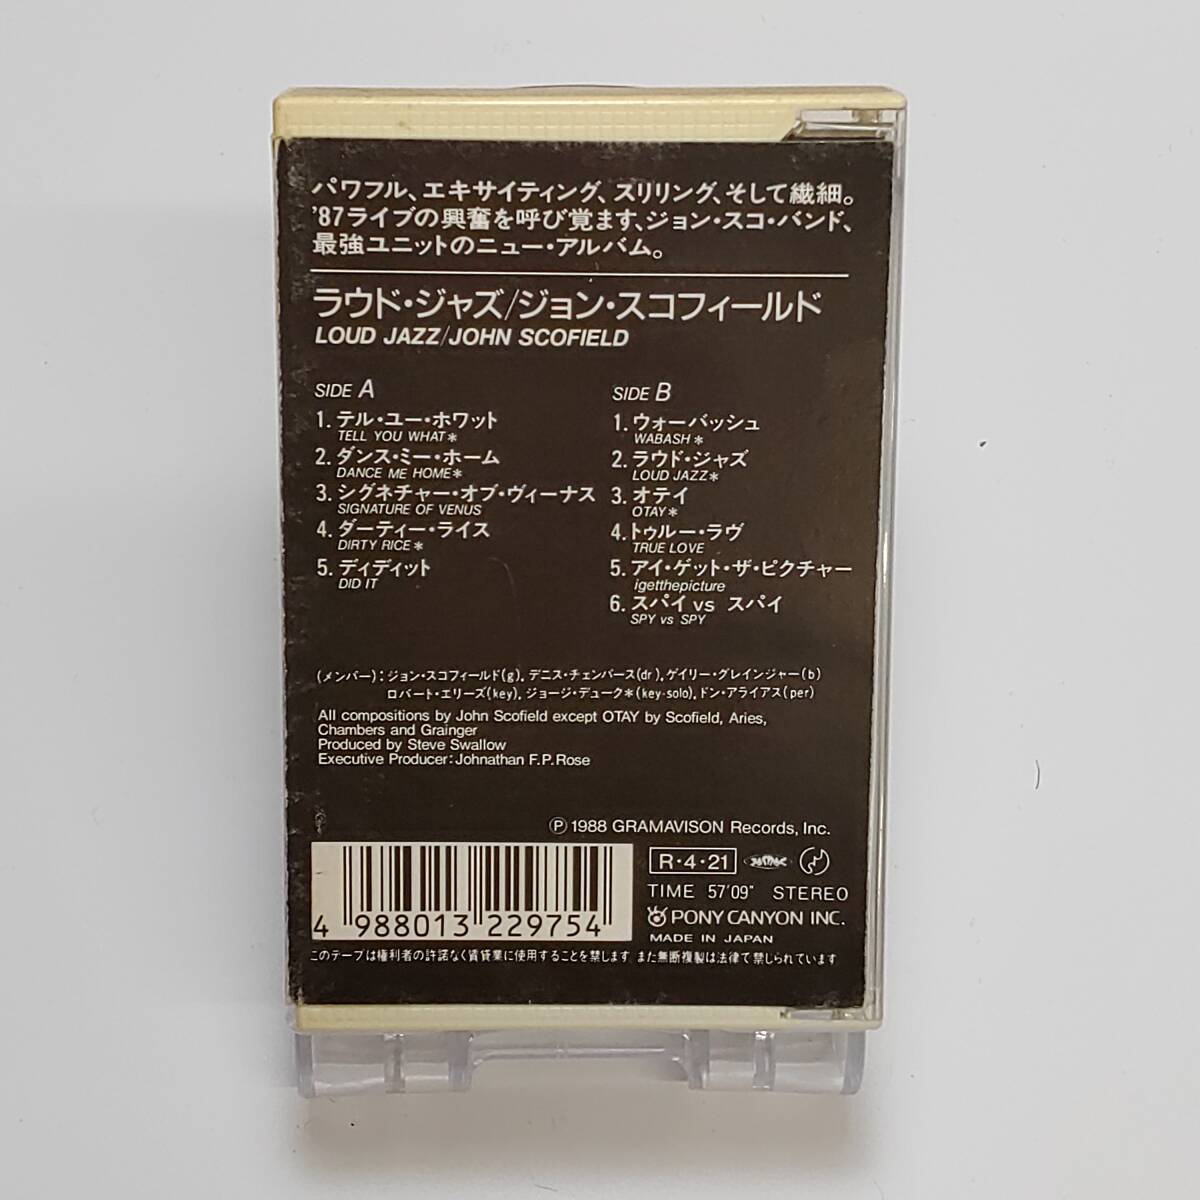 パワフル、エキサイティング、スリリング、そして繊細。
'87ライブの興奮を呼び覚ます、ジョン・スコ・バンド、
最強ユニットのニュー・アルバム。
ラウド・ジャズ/ジョン・スコフィールド
LOUD JAZZ/JOHN SCOFIELD
SIDE A
1. テル・ユー・ホワット
TELL YOU WHAT*
2. ダンス・ミー・ホーム
DANCE ME HOME*
3. シグネチャー・オブ・ヴィーナス
SIGNATURE OF VENUS
4. ダーティー・ライス
DIRTY RICE*
5. ディディット
DID IT
SIDE B
1. ウォーバッシュ
WABASH*
2. ラウド・ジャズ
LOUD JAZZ*
3. オテイ
OTAY*
4. トゥルー・ラヴ
TRUE LOVE
5. アイ・ゲット・ザ・ピクチャー
igetthepicture
6. スパイ vs スパイ
SPY vs SPY
(メンバー):ジョン・スコフィールド(g), デニス・チェンバース(dr), ゲイリー・グレインジャー(b)
ロバート・エリーズ(key), ジョージ・デューク*(key-solo), ドン・アライアス(per)
All compositions by John Scofield except OTAY by Scofield, Aries,
Chambers and Grainger
Produced by Steve Swallow
Executive Producer: Johnathan F.P. Rose
Ⓟ 1988 GRAMAVISON Records, Inc.
R・4・21
TIME 57'09" STEREO
PONY CANYON INC.
MADE IN JAPAN
4 988013 229754
このテープは権利者の許諾なく賃貸業に使用することを禁じます また無断複製は法律で禁じられています